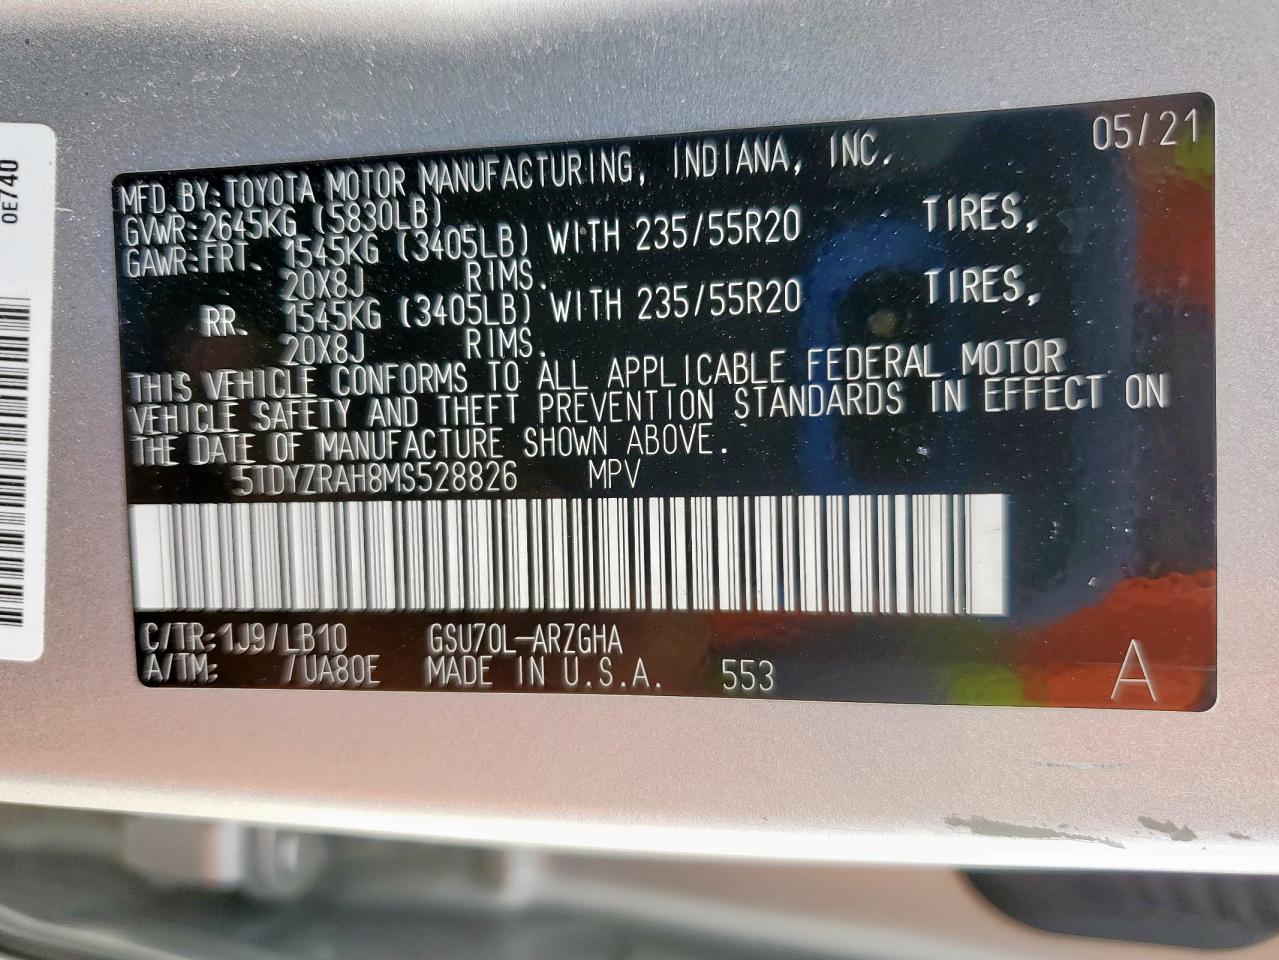 0E740
05/21
MFD BY:TOYOTA MOTOR MANUFACTURING, INDIANA, INC.
GVWR:2645KG (5830LB)
GAWR:FRT. 1545KG (3405LB) WITH 235/55R20 TIRES,
20X8J RIMS.
RR. 1545KG (3405LB) WITH 235/55R20 TIRES,
20X8J RIMS.
THIS VEHICLE CONFORMS TO ALL APPLICABLE FEDERAL MOTOR
VEHICLE SAFETY AND THEFT PREVENTION STANDARDS IN EFFECT ON
THE DATE OF MANUFACTURE SHOWN ABOVE.
5TDYZRAH8MS528826 MPV
C/TR:1J9/LB10 GSU70L-ARZGHA
A/TM: /UA80E MADE IN U.S.A. 553 A